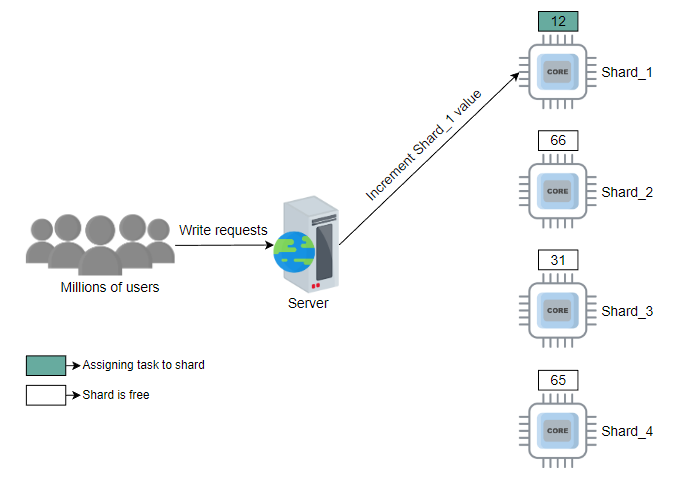 12
CORE
Shard_1
Increment Shard_1 value
66
CORE
Shard_2
Write requests
Millions of users
Server
31
CORE
Shard_3
Assigning task to shard
Shard is free
65
CORE
Shard_4